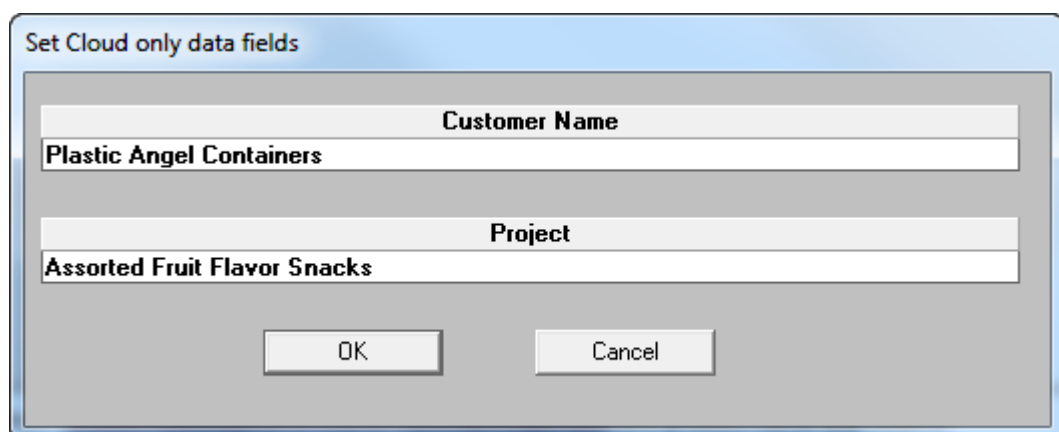 Set Cloud only data fields
Customer Name
Plastic Angel Containers
Project
Assorted Fruit Flavor Snacks
OK Cancel